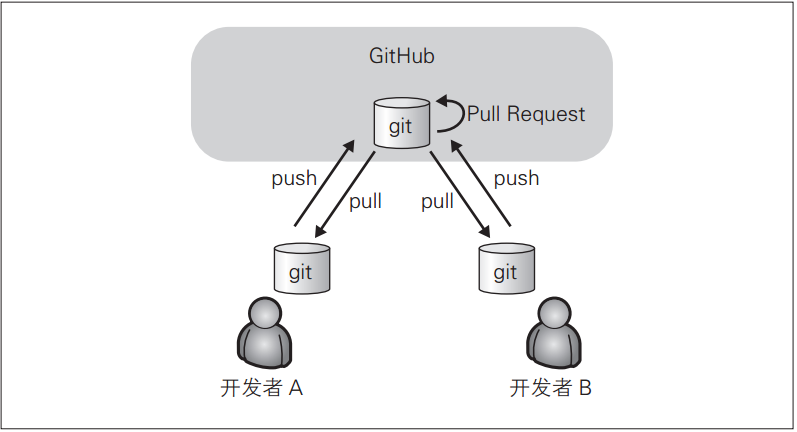 GitHub
git
Pull Request
push
pull
pull
push
git
git
开发者 A
开发者 B